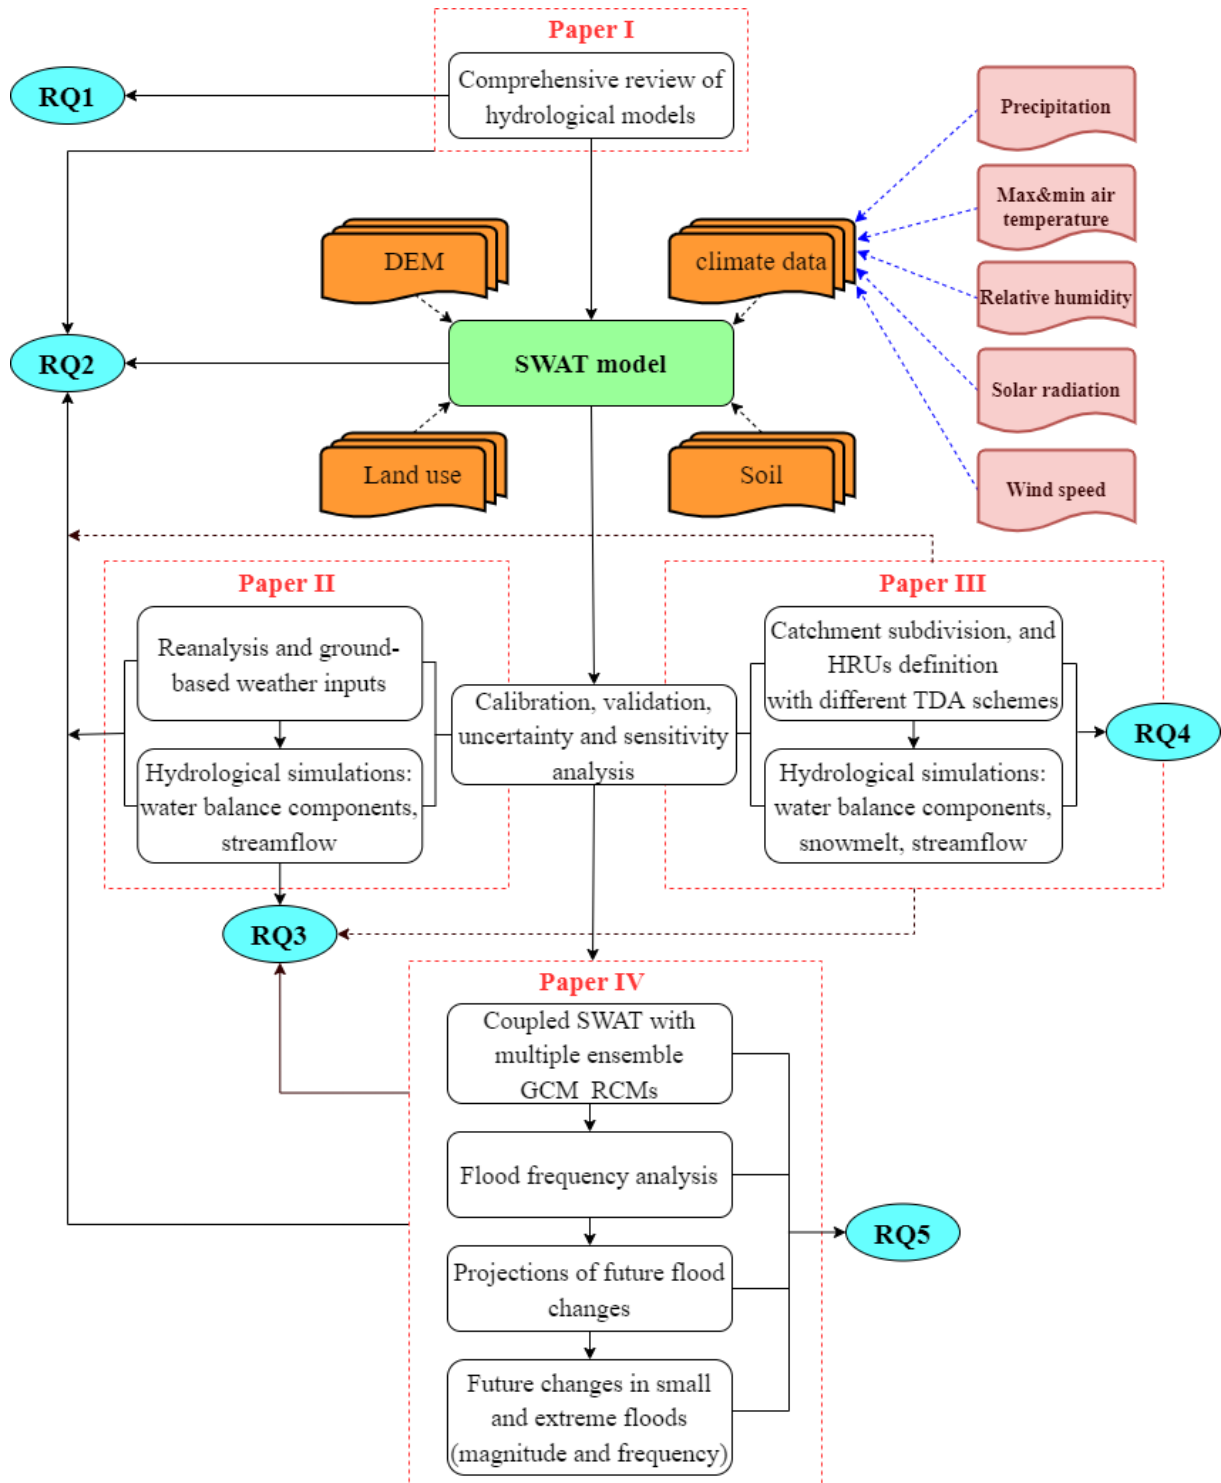 Paper I
Comprehensive review of
hydrological models
RQ1
Precipitation
Max&min air
temperature
DEM
climate data
Relative humidity
RQ2
SWAT model
Solar radiation
Land use
Soil
Wind speed
Paper II
Reanalysis and ground-
based weather inputs
Hydrological simulations:
water balance components,
streamflow
Calibration, validation,
uncertainty and sensitivity
analysis
Paper III
Catchment subdivision, and
HRUs definition
with different TDA schemes
Hydrological simulations:
water balance components,
snowmelt, streamflow
RQ4
RQ3
Paper IV
Coupled SWAT with
multiple ensemble
GCM_RCMs
Flood frequency analysis
RQ5
Projections of future flood
changes
Future changes in small
and extreme floods
(magnitude and frequency)